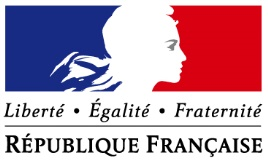 Liberté • Égalité • Fraternité
RÉPUBLIQUE FRANÇAISE